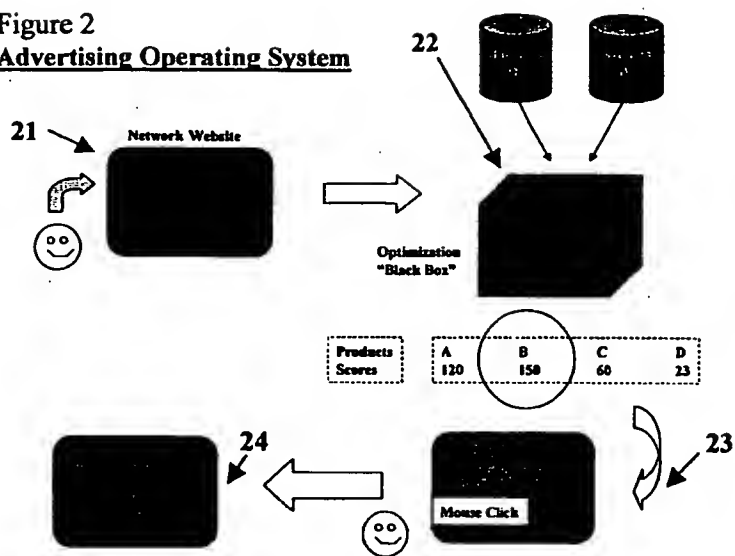 Figure 2
Advertising Operating System
22
21
Network Website
Optimization
"Black Box"
Products A B C D
Scores 120 150 60 23
24
23
Mouse Click